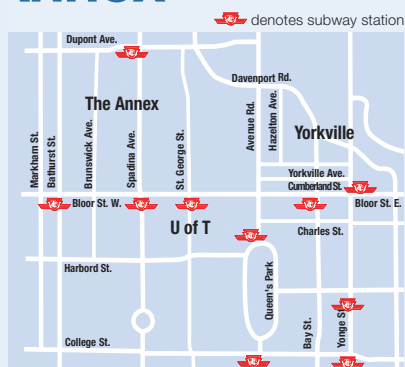 denotes subway station
Dupont Ave.
Davenport Rd.
The Annex
Yorkville
Markham St.
Bathurst St.
Brunswick Ave.
Spadina Ave.
St. George St.
Avenue Rd.
Hazelton Ave.
Yorkville Ave.
Cumberland St.
Bloor St. W.
Bloor St. E.
U of T
Charles St.
Harbord St.
Queen's Park
Bay St.
Yonge St.
College St.